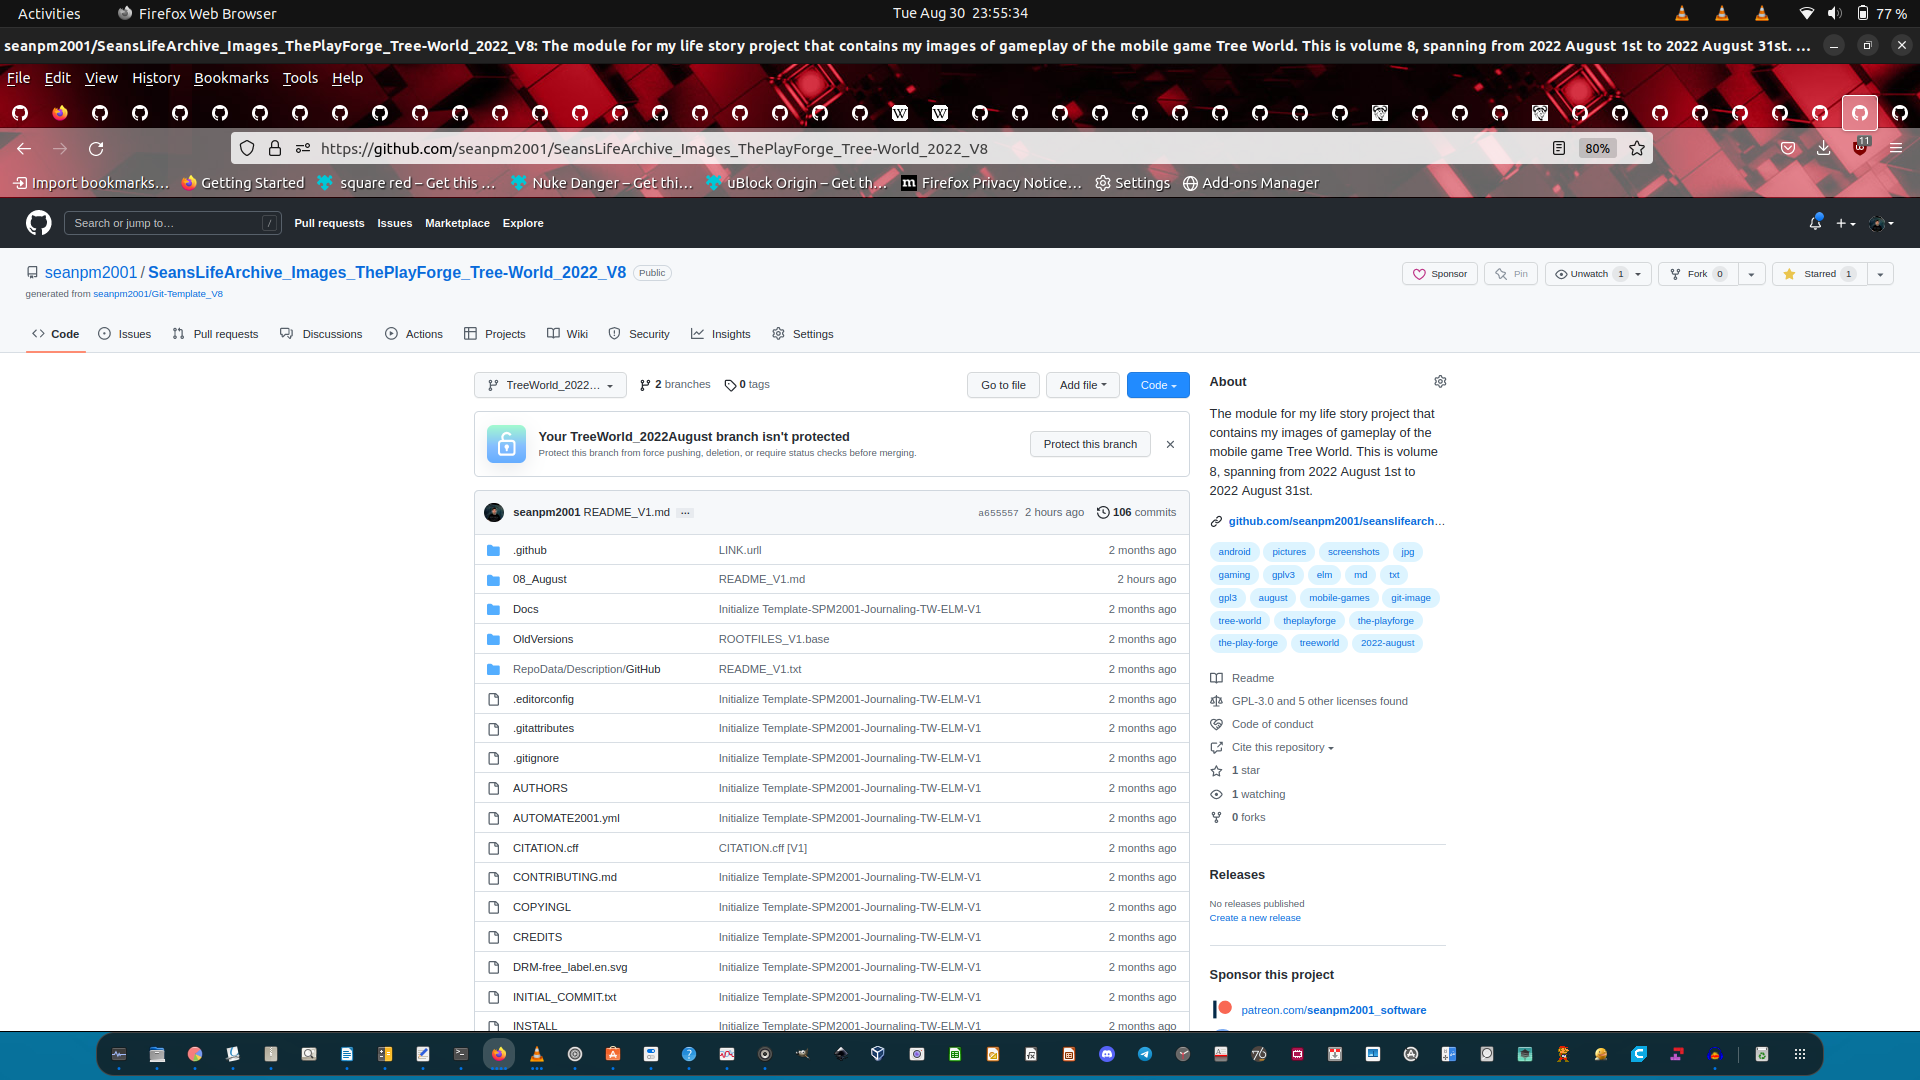 Activities
Firefox Web Browser
Tue Aug 30  23:55:34
77 %
seanpm2001/SeansLifeArchive_Images_ThePlayForge_Tree-World_2022_V8: The module for my life story project that contains my images of gameplay of the mobile game Tree World. This is volume 8, spanning from 2022 August 1st to 2022 August 31st. ...
File Edit View History Bookmarks Tools Help
https://github.com/seanpm2001/SeansLifeArchive_Images_ThePlayForge_Tree-World_2022_V8
80%
11
Import bookmarks...
Getting Started
square red – Get this ...
Nuke Danger – Get thi...
uBlock Origin – Get th...
Firefox Privacy Notice...
Settings
Add-ons Manager
Search or jump to...
/
Pull requests
Issues
Marketplace
Explore
seanpm2001 / SeansLifeArchive_Images_ThePlayForge_Tree-World_2022_V8
Public
generated from seanpm2001/Git-Template_V8
Sponsor
Pin
Unwatch 1
Fork 0
Starred 1
Code
Issues
Pull requests
Discussions
Actions
Projects
Wiki
Security
Insights
Settings
TreeWorld_2022...
2 branches
0 tags
Go to file
Add file
Code
Your TreeWorld_2022August branch isn't protected
Protect this branch from force pushing, deletion, or require status checks before merging.
Protect this branch
seanpm2001 README_V1.md ...
a655557 2 hours ago
106 commits
.github LINK.urll 2 months ago
08_August README_V1.md 2 hours ago
Docs Initialize Template-SPM2001-Journaling-TW-ELM-V1 2 months ago
OldVersions ROOTFILES_V1.base 2 months ago
RepoData/Description/GitHub README_V1.txt 2 months ago
.editorconfig Initialize Template-SPM2001-Journaling-TW-ELM-V1 2 months ago
.gitattributes Initialize Template-SPM2001-Journaling-TW-ELM-V1 2 months ago
.gitignore Initialize Template-SPM2001-Journaling-TW-ELM-V1 2 months ago
AUTHORS Initialize Template-SPM2001-Journaling-TW-ELM-V1 2 months ago
AUTOMATE2001.yml Initialize Template-SPM2001-Journaling-TW-ELM-V1 2 months ago
CITATION.cff CITATION.cff [V1] 2 months ago
CONTRIBUTING.md Initialize Template-SPM2001-Journaling-TW-ELM-V1 2 months ago
COPYINGL Initialize Template-SPM2001-Journaling-TW-ELM-V1 2 months ago
CREDITS Initialize Template-SPM2001-Journaling-TW-ELM-V1 2 months ago
DRM-free_label.en.svg Initialize Template-SPM2001-Journaling-TW-ELM-V1 2 months ago
INITIAL_COMMIT.txt Initialize Template-SPM2001-Journaling-TW-ELM-V1 2 months ago
INSTALL Initialize Template-SPM2001-Journaling-TW-ELM-V1 2 months ago
About
The module for my life story project that
contains my images of gameplay of the
mobile game Tree World. This is volume
8, spanning from 2022 August 1st to
2022 August 31st.
github.com/seanpm2001/seanslifearch...
android pictures screenshots jpg
gaming gplv3 elm md txt
gpl3 august mobile-games git-image
tree-world theplayforge the-playforge
the-play-forge treeworld 2022-august
Readme
GPL-3.0 and 5 other licenses found
Code of conduct
Cite this repository
1 star
1 watching
0 forks
Releases
No releases published
Create a new release
Sponsor this project
patreon.com/seanpm2001_software